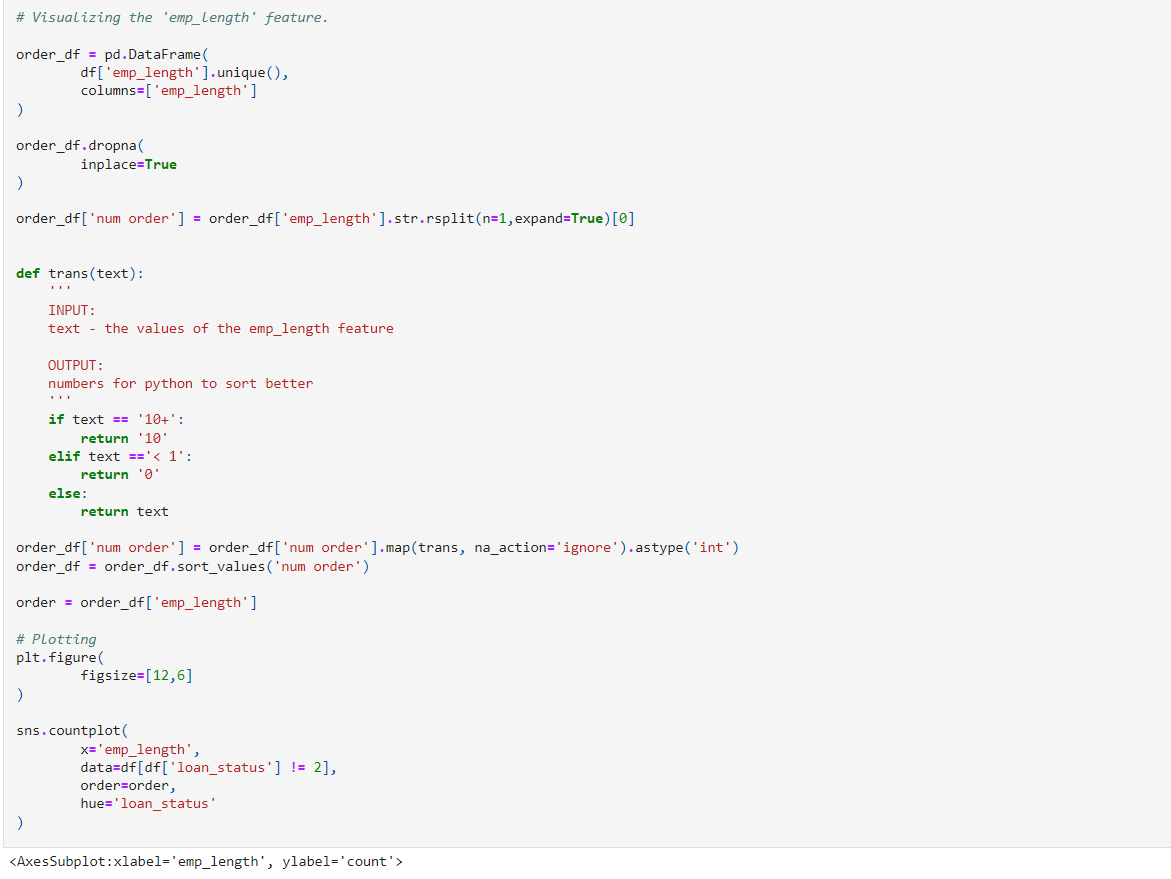 # Visualizing the 'emp_length' feature.
order_df = pd.DataFrame(
        df['emp_length'].unique(),
        columns=['emp_length']
)
order_df.dropna(
        inplace=True
)
order_df['num order'] = order_df['emp_length'].str.rsplit(n=1,expand=True)[0]
def trans(text):
    '''
    INPUT:
    text - the values of the emp_length feature
    OUTPUT:
    numbers for python to sort better
    '''
    if text == '10+':
        return '10'
    elif text =='< 1':
        return '0'
    else:
        return text
order_df['num order'] = order_df['num order'].map(trans, na_action='ignore').astype('int')
order_df = order_df.sort_values('num order')
order = order_df['emp_length']
# Plotting
plt.figure(
        figsize=[12,6]
)
sns.countplot(
        x='emp_length',
        data=df[df['loan_status'] != 2],
        order=order,
        hue='loan_status'
)
<AxesSubplot:xlabel='emp_length', ylabel='count'>